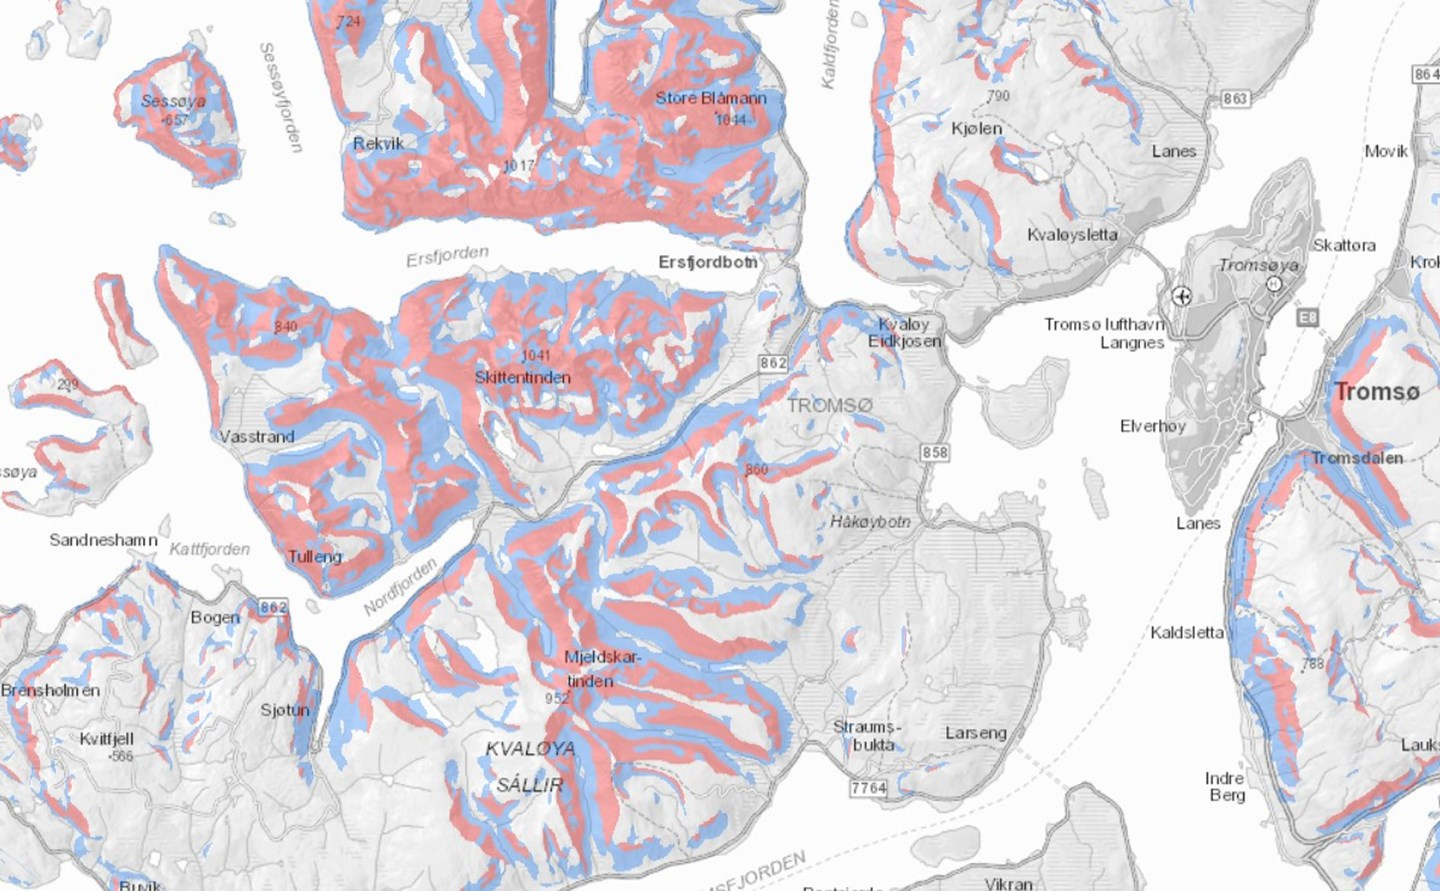 724
Sessøyfjorden
Kaldfjorden
864
Sessøya
-657
Store Blåmann
1044
790
863
Kjøløen
Rekvik
1017
Lanes
Movik
Kvaløysletta
Skattøra
Ersfjorden
Ersfjordbotn
Tromsøya
H
Krok
840
E8
Kvaløy
Eidkjosen
Tromsø lufthavn
Langnes
1041
Skittentinden
862
299
TROMSØ
Tromsø
Vasstrand
Elverhøy
858
Tromsdalen
søya
860
Håkøybotn
Lanes
Sandneshamn
Kattfjorden
Tulleng
Nordfjorden
862
Bogen
Kaldsletta
Mjeldskar-
tinden
788
Brensholmen
952
Sjøtun
Straums-
bukta
Larseng
Kvitfjell
-566
KVALØYA
SÁLLIR
Lauks
Indre
Berg
7764
MSFJORDEN
Buvik
Vikran